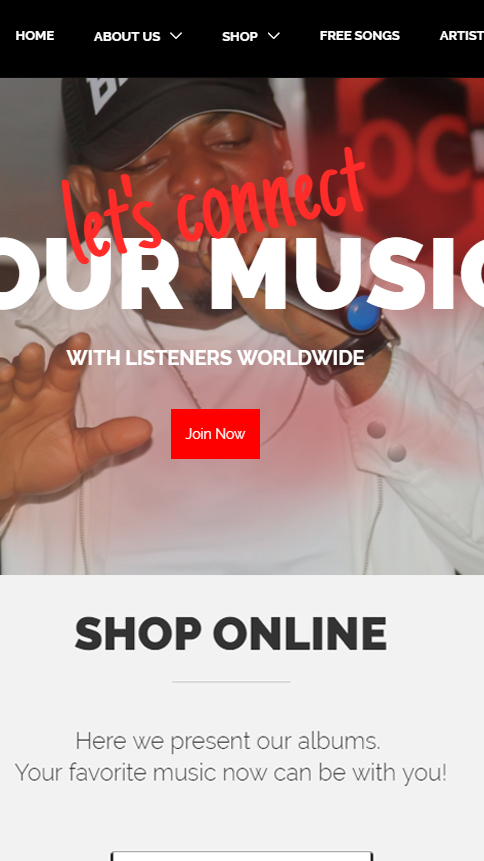 HOME ABOUT US SHOP FREE SONGS ARTIST
let's connect
OUR MUSIC
WITH LISTENERS WORLDWIDE
Join Now
SHOP ONLINE
Here we present our albums.
Your favorite music now can be with you!